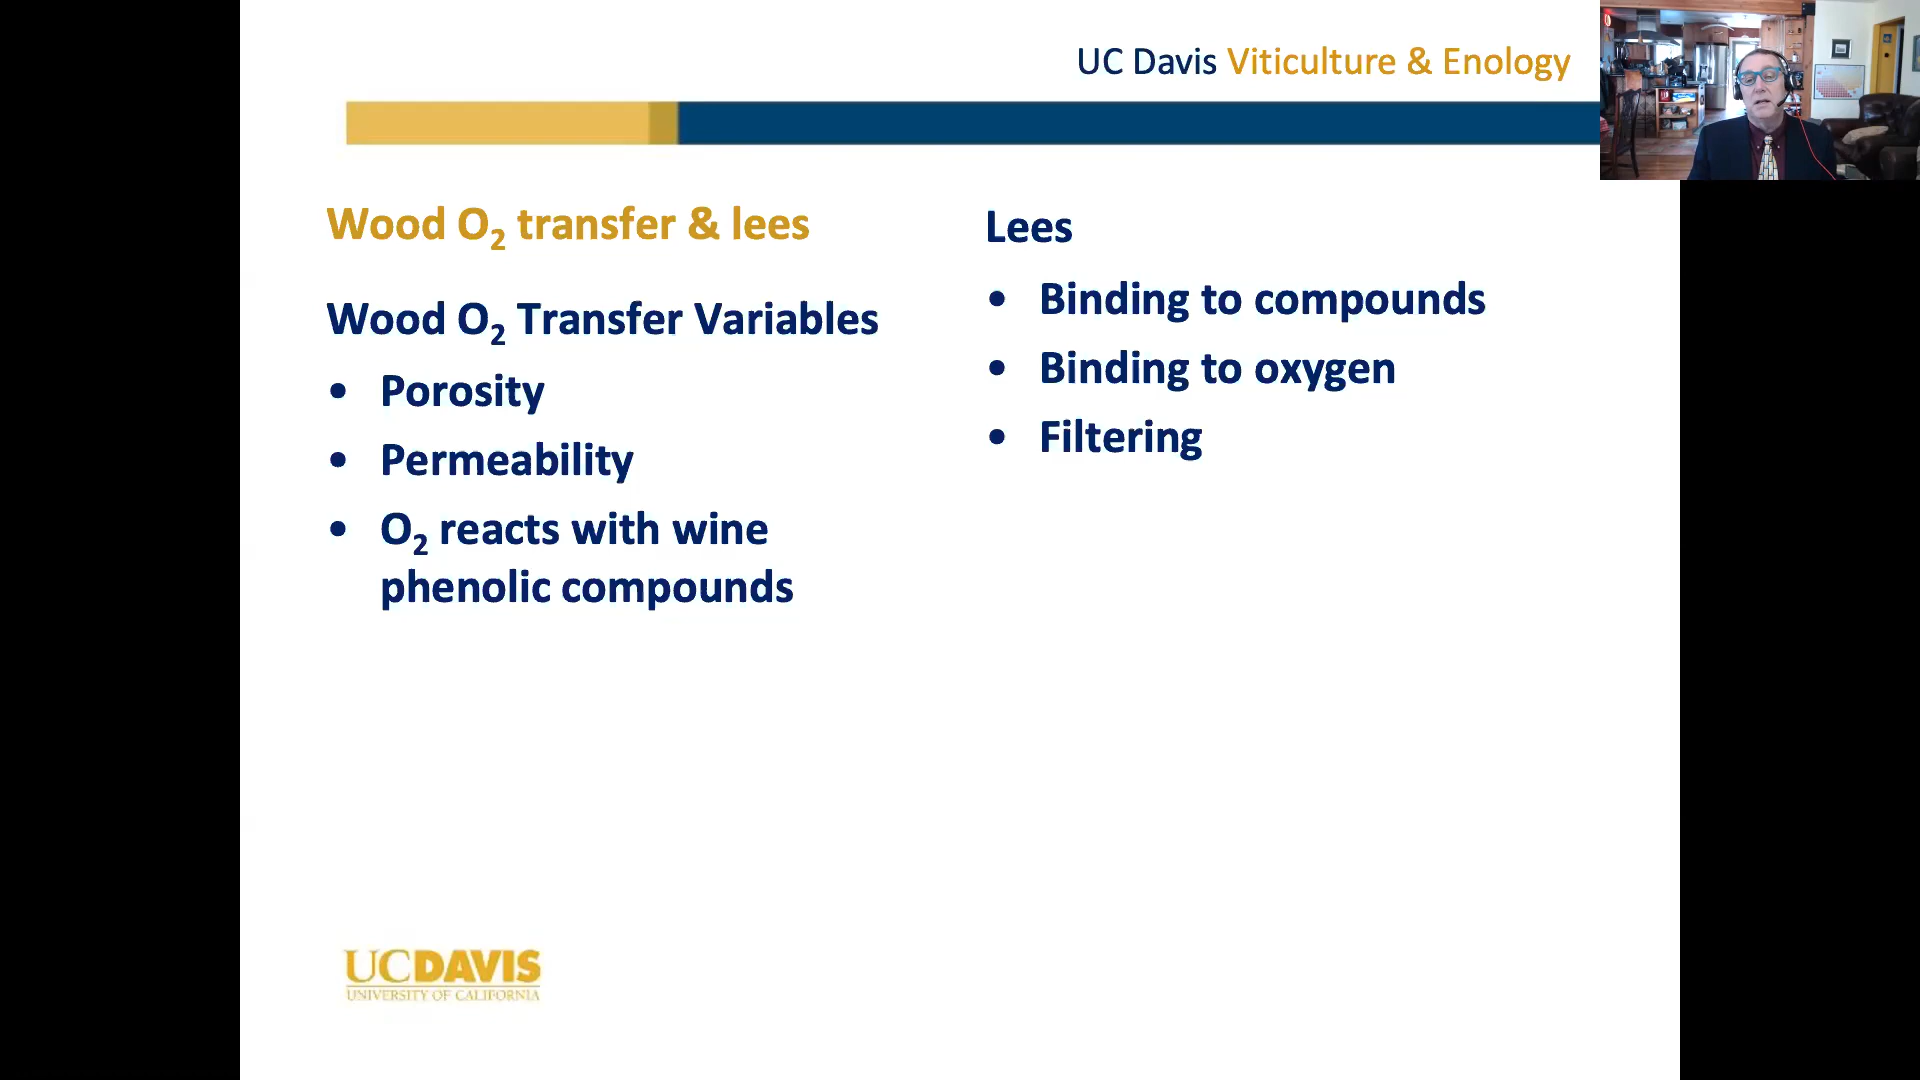 UC Davis Viticulture & Enology
Wood O₂ transfer & lees
Wood O₂ Transfer Variables
• Porosity
• Permeability
• O₂ reacts with wine
phenolic compounds
Lees
• Binding to compounds
• Binding to oxygen
• Filtering
UCDAVIS
UNIVERSITY OF CALIFORNIA